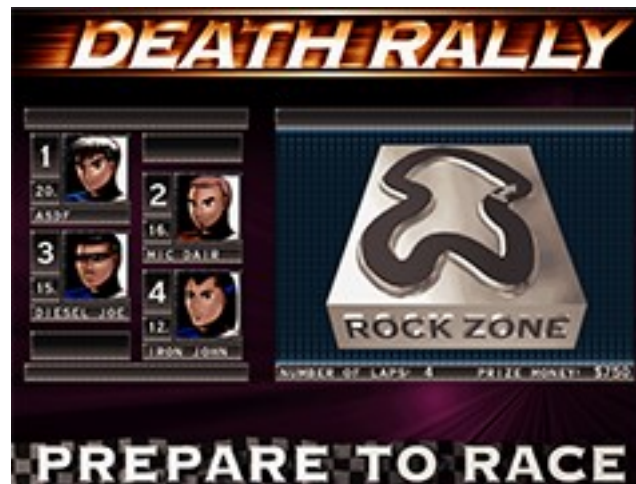 DEATH RALLY
1
20.
ASDF
2
16.
MIC DAIR
3
15.
DIESEL JOE
4
12.
IRON JOHN
ROCK ZONE
NUMBER OF LAPS: 4 PRIZE MONEY: $750
PREPARE TO RACE